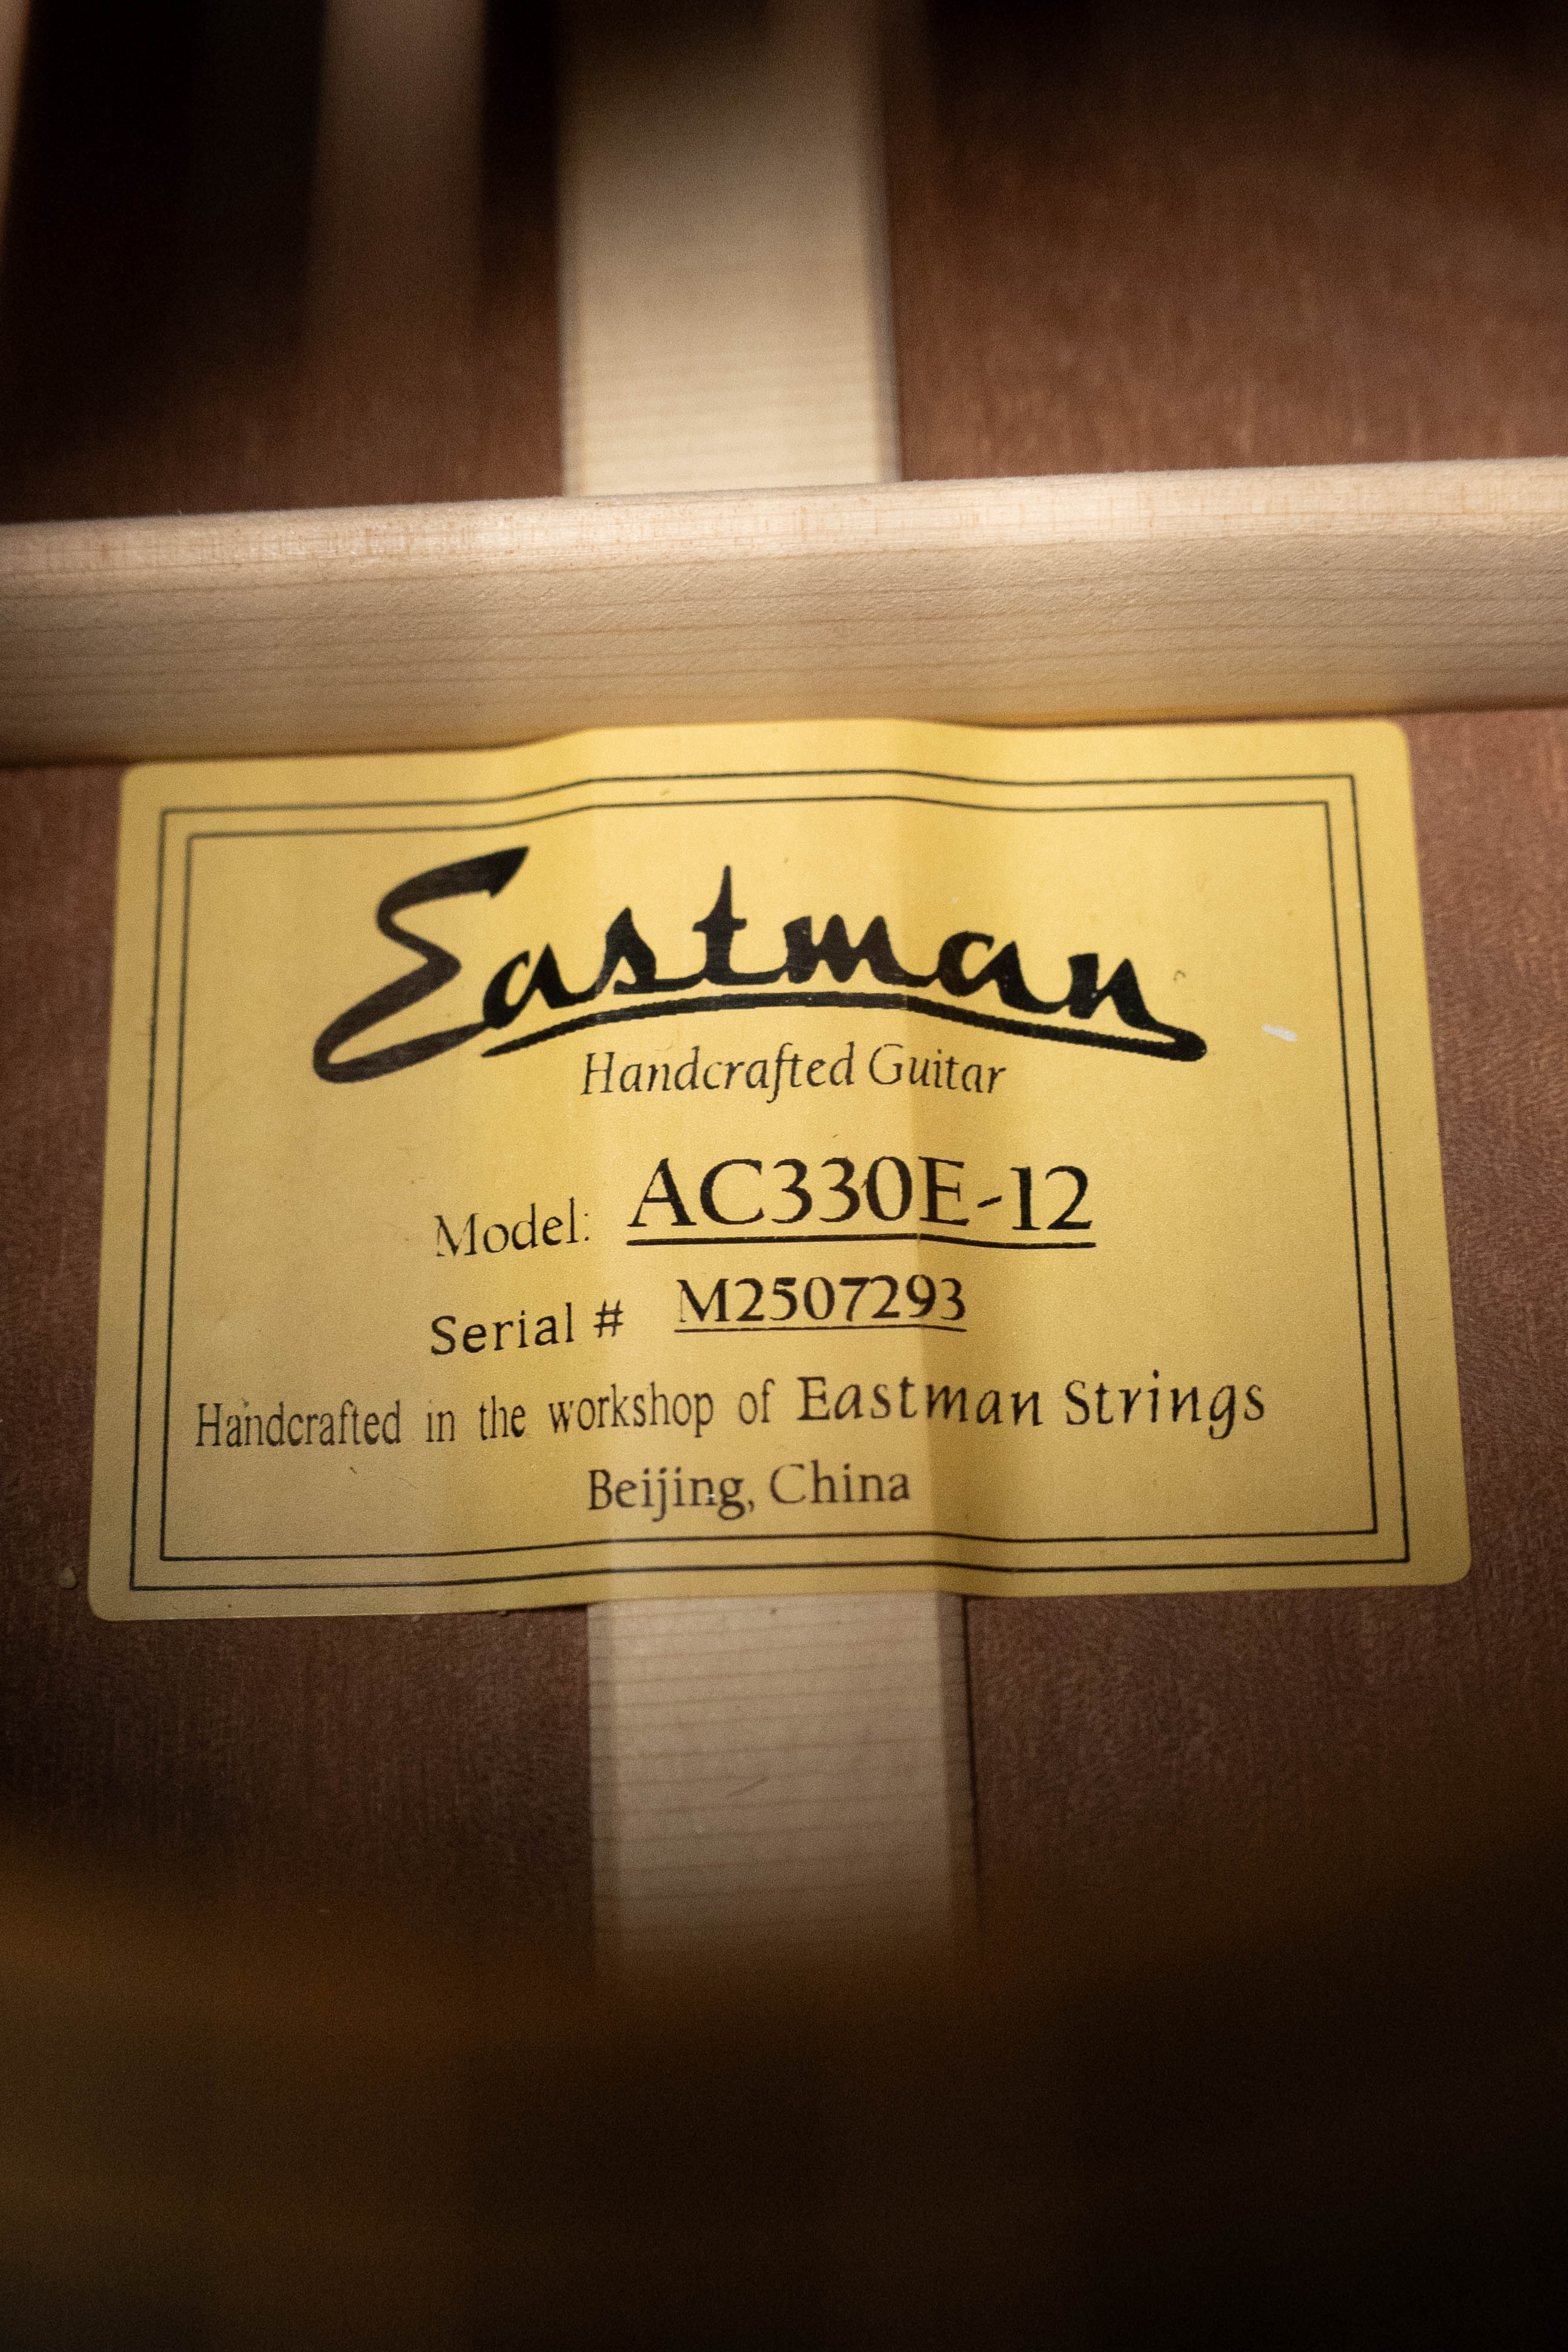 Eastman
Handcrafted Guitar
Model: AC330E-12
Serial # M2507293
Handcrafted in the workshop of Eastman Strings
Beijing, China